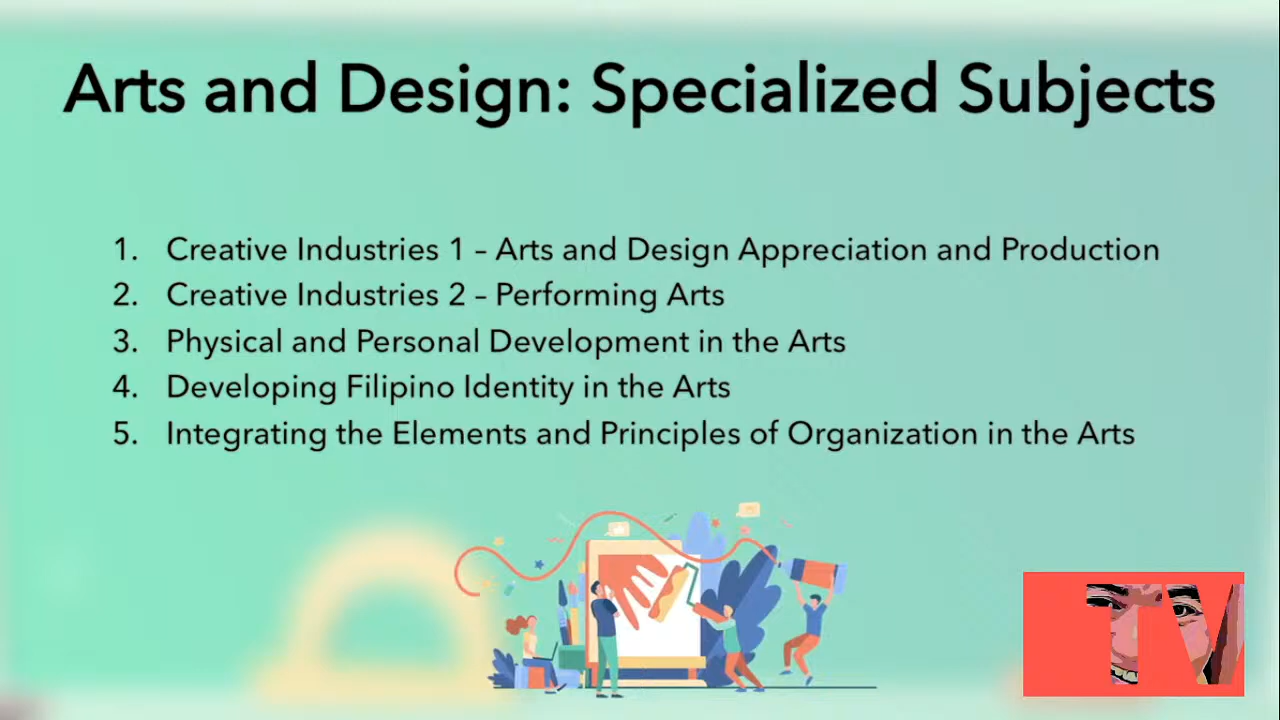 Arts and Design: Specialized Subjects
1. Creative Industries 1 – Arts and Design Appreciation and Production
2. Creative Industries 2 – Performing Arts
3. Physical and Personal Development in the Arts
4. Developing Filipino Identity in the Arts
5. Integrating the Elements and Principles of Organization in the Arts
TV